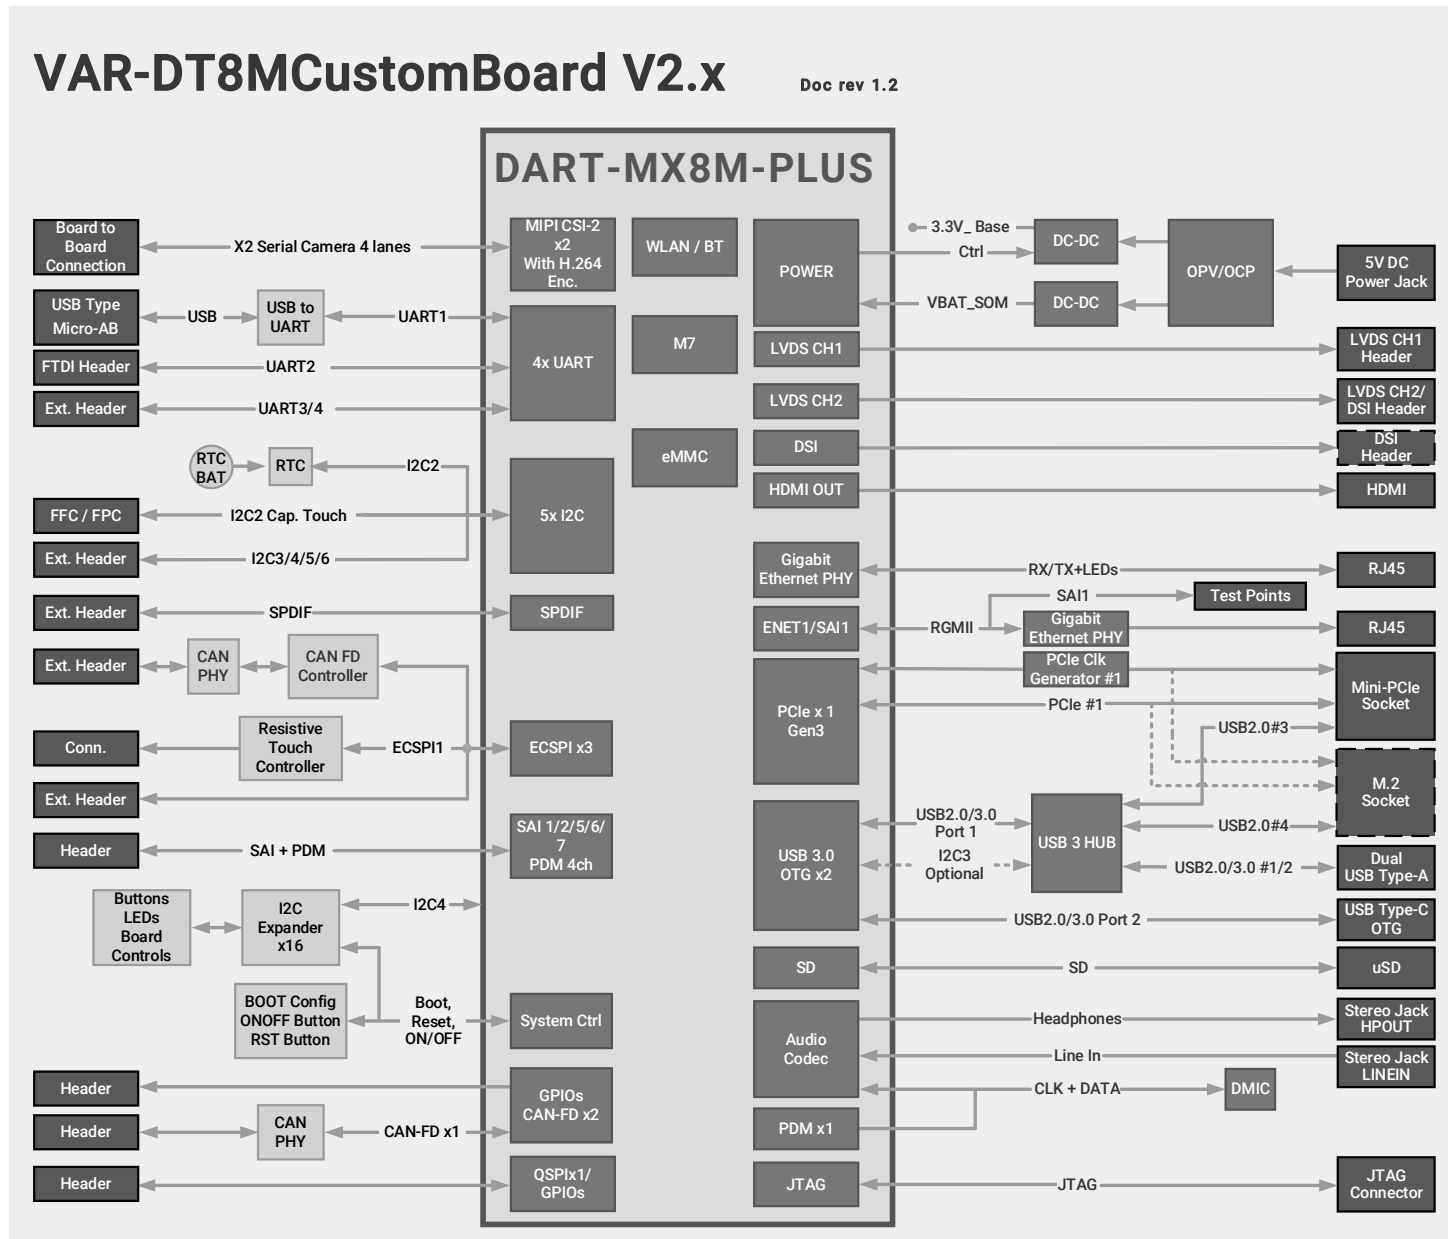 VAR-DT8MCustomBoard V2.x
Doc rev 1.2
DART-MX8M-PLUS
Board to
Board
Connection
X2 Serial Camera 4 lanes
MIPI CSI-2
x2
With H.264
Enc.
WLAN / BT
POWER
3.3V_ Base
Ctrl
VBAT_SOM
DC-DC
DC-DC
OPV/OCP
5V DC
Power Jack
USB Type
Micro-AB
USB
USB to
UART
UART1
4x UART
FTDI Header
UART2
Ext. Header
UART3/4
M7
LVDS CH1
LVDS CH1
Header
LVDS CH2
LVDS CH2/
DSI Header
eMMC
DSI
DSI
Header
HDMI OUT
HDMI
RTC
BAT
RTC
I2C2
5x I2C
FFC / FPC
I2C2 Cap. Touch
Ext. Header
I2C3/4/5/6
Gigabit
Ethernet PHY
RX/TX+LEDs
RJ45
Ext. Header
SPDIF
SPDIF
ENET1/SAI1
RGMII
SAI1
Test Points
Gigabit
Ethernet PHY
RJ45
Ext. Header
CAN
PHY
CAN FD
Controller
PCIe x 1
Gen3
PCIe Clk
Generator #1
PCIe #1
Mini-PCIe
Socket
USB2.0#3
Conn.
Resistive
Touch
Controller
ECSPI1
ECSPI x3
Ext. Header
M.2
Socket
USB2.0#4
Header
SAI + PDM
SAI 1/2/5/6/
7
PDM 4ch
USB 3.0
OTG x2
USB2.0/3.0
Port 1
I2C3
Optional
USB 3 HUB
USB2.0/3.0 #1/2
Dual
USB Type-A
USB2.0/3.0 Port 2
USB Type-C
OTG
Buttons
LEDs
Board
Controls
I2C
Expander
x16
I2C4
SD
SD
uSD
BOOT Config
ONOFF Button
RST Button
Boot,
Reset,
ON/OFF
System Ctrl
Audio
Codec
Headphones
Stereo Jack
HPOUT
Line In
Stereo Jack
LINEIN
CLK + DATA
DMIC
Header
GPIOs
CAN-FD x2
Header
CAN
PHY
CAN-FD x1
PDM x1
Header
QSPIx1/
GPIOs
JTAG
JTAG
JTAG
Connector